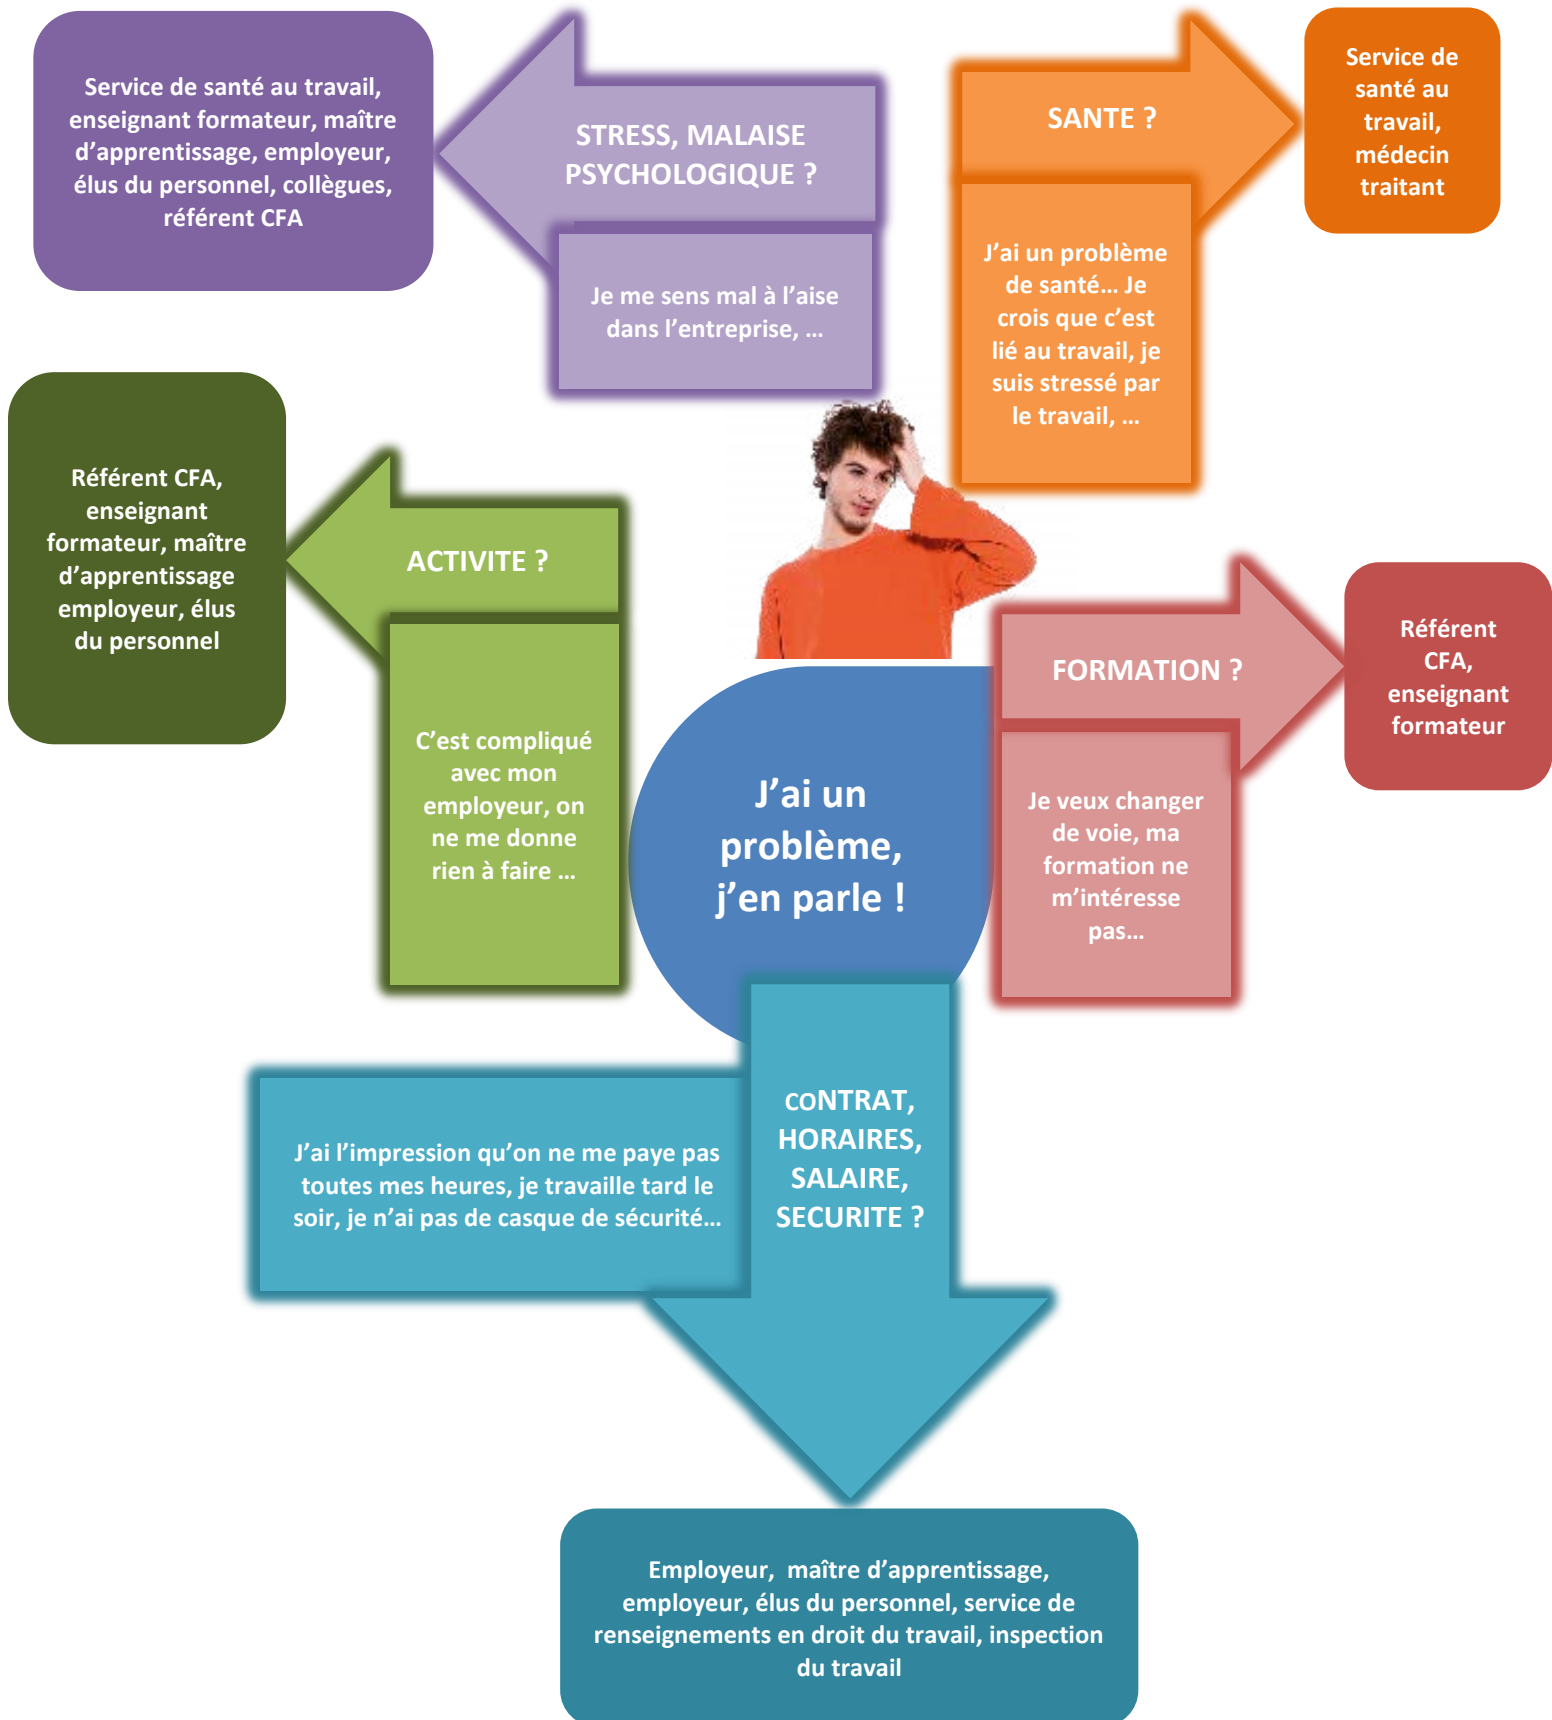 Service de santé au travail,
enseignant formateur, maître
d’apprentissage, employeur,
élus du personnel, collègues,
référent CFA
STRESS, MALAISE
PSYCHOLOGIQUE ?
Je me sens mal à l’aise
dans l’entreprise, …
SANTE ?
J’ai un problème
de santé… Je
crois que c’est
lié au travail, je
suis stressé par
le travail, …
Service de
santé au
travail,
médecin
traitant
Référent CFA,
enseignant
formateur, maître
d’apprentissage
employeur, élus
du personnel
ACTIVITE ?
C’est compliqué
avec mon
employeur, on
ne me donne
rien à faire …
J’ai un
problème,
j’en parle !
FORMATION ?
Je veux changer
de voie, ma
formation ne
m’intéresse
pas…
Référent
CFA,
enseignant
formateur
CONTRAT,
HORAIRES,
SALAIRE,
SECURITE ?
J’ai l’impression qu’on ne me paye pas
toutes mes heures, je travaille tard le
soir, je n’ai pas de casque de sécurité…
Employeur,  maître d’apprentissage,
employeur, élus du personnel, service de
renseignements en droit du travail, inspection
du travail